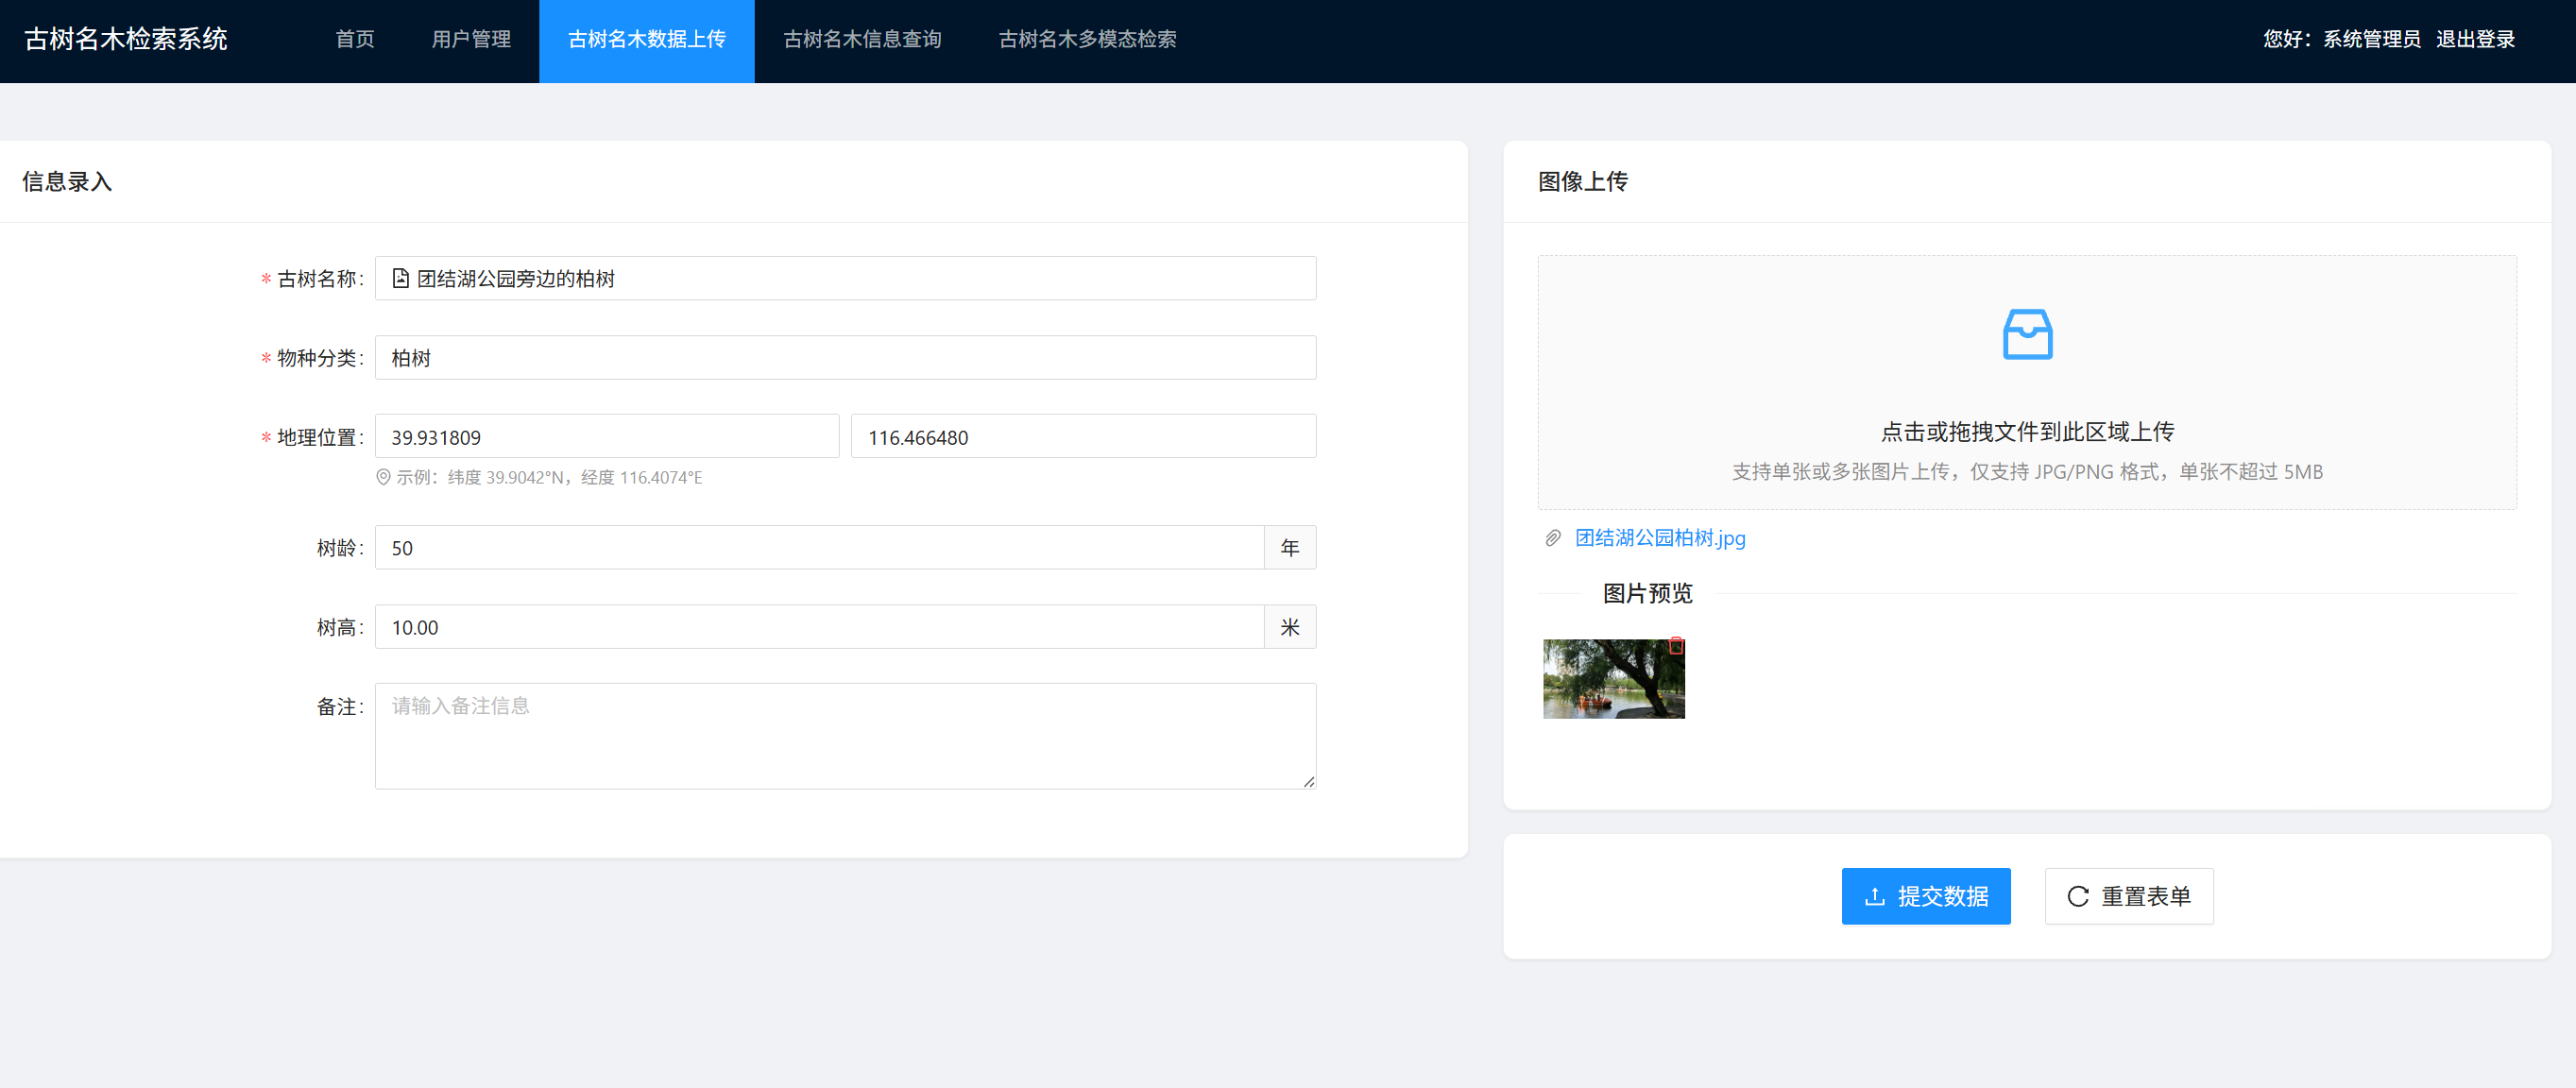 古树名木检索系统 首页 用户管理 古树名木数据上传 古树名木信息查询 古树名木多模态检索 您好：系统管理员 退出登录
信息录入
* 古树名称: 团结湖公园旁边的柏树
* 物种分类: 柏树
* 地理位置: 39.931809 116.466480
示例：纬度 39.9042°N，经度 116.4074°E
树龄: 50 年
树高: 10.00 米
备注: 请输入备注信息
图像上传
点击或拖拽文件到此区域上传
支持单张或多张图片上传，仅支持 JPG/PNG 格式，单张不超过 5MB
团结湖公园柏树.jpg
图片预览
提交数据 重置表单